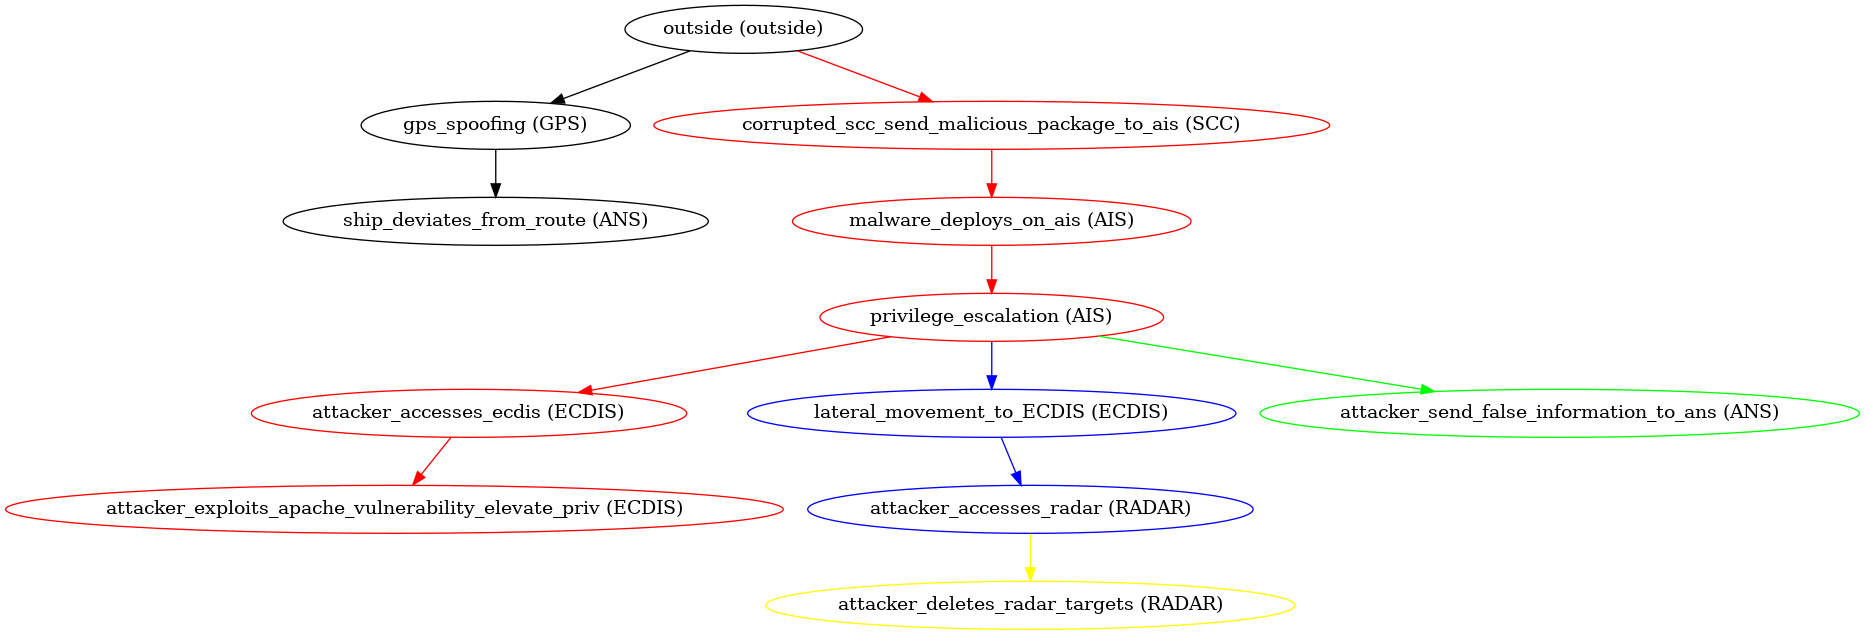 outside (outside)
gps_spoofing (GPS)
corrupted_scc_send_malicious_package_to_ais (SCC)
ship_deviates_from_route (ANS)
malware_deploys_on_ais (AIS)
privilege_escalation (AIS)
attacker_accesses_ecdis (ECDIS)
lateral_movement_to_ECDIS (ECDIS)
attacker_send_false_information_to_ans (ANS)
attacker_exploits_apache_vulnerability_elevate_priv (ECDIS)
attacker_accesses_radar (RADAR)
attacker_deletes_radar_targets (RADAR)